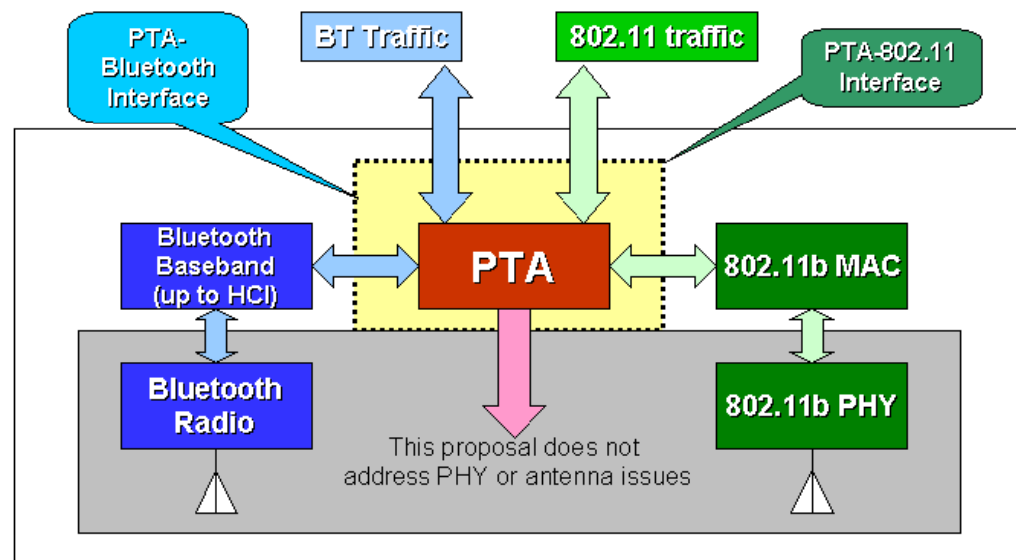 PTA-
Bluetooth
Interface
BT Traffic
802.11 traffic
PTA-802.11
Interface
Bluetooth
Baseband
(up to HCI)
PTA
802.11b MAC
Bluetooth
Radio
802.11b PHY
This proposal does not
address PHY or antenna issues